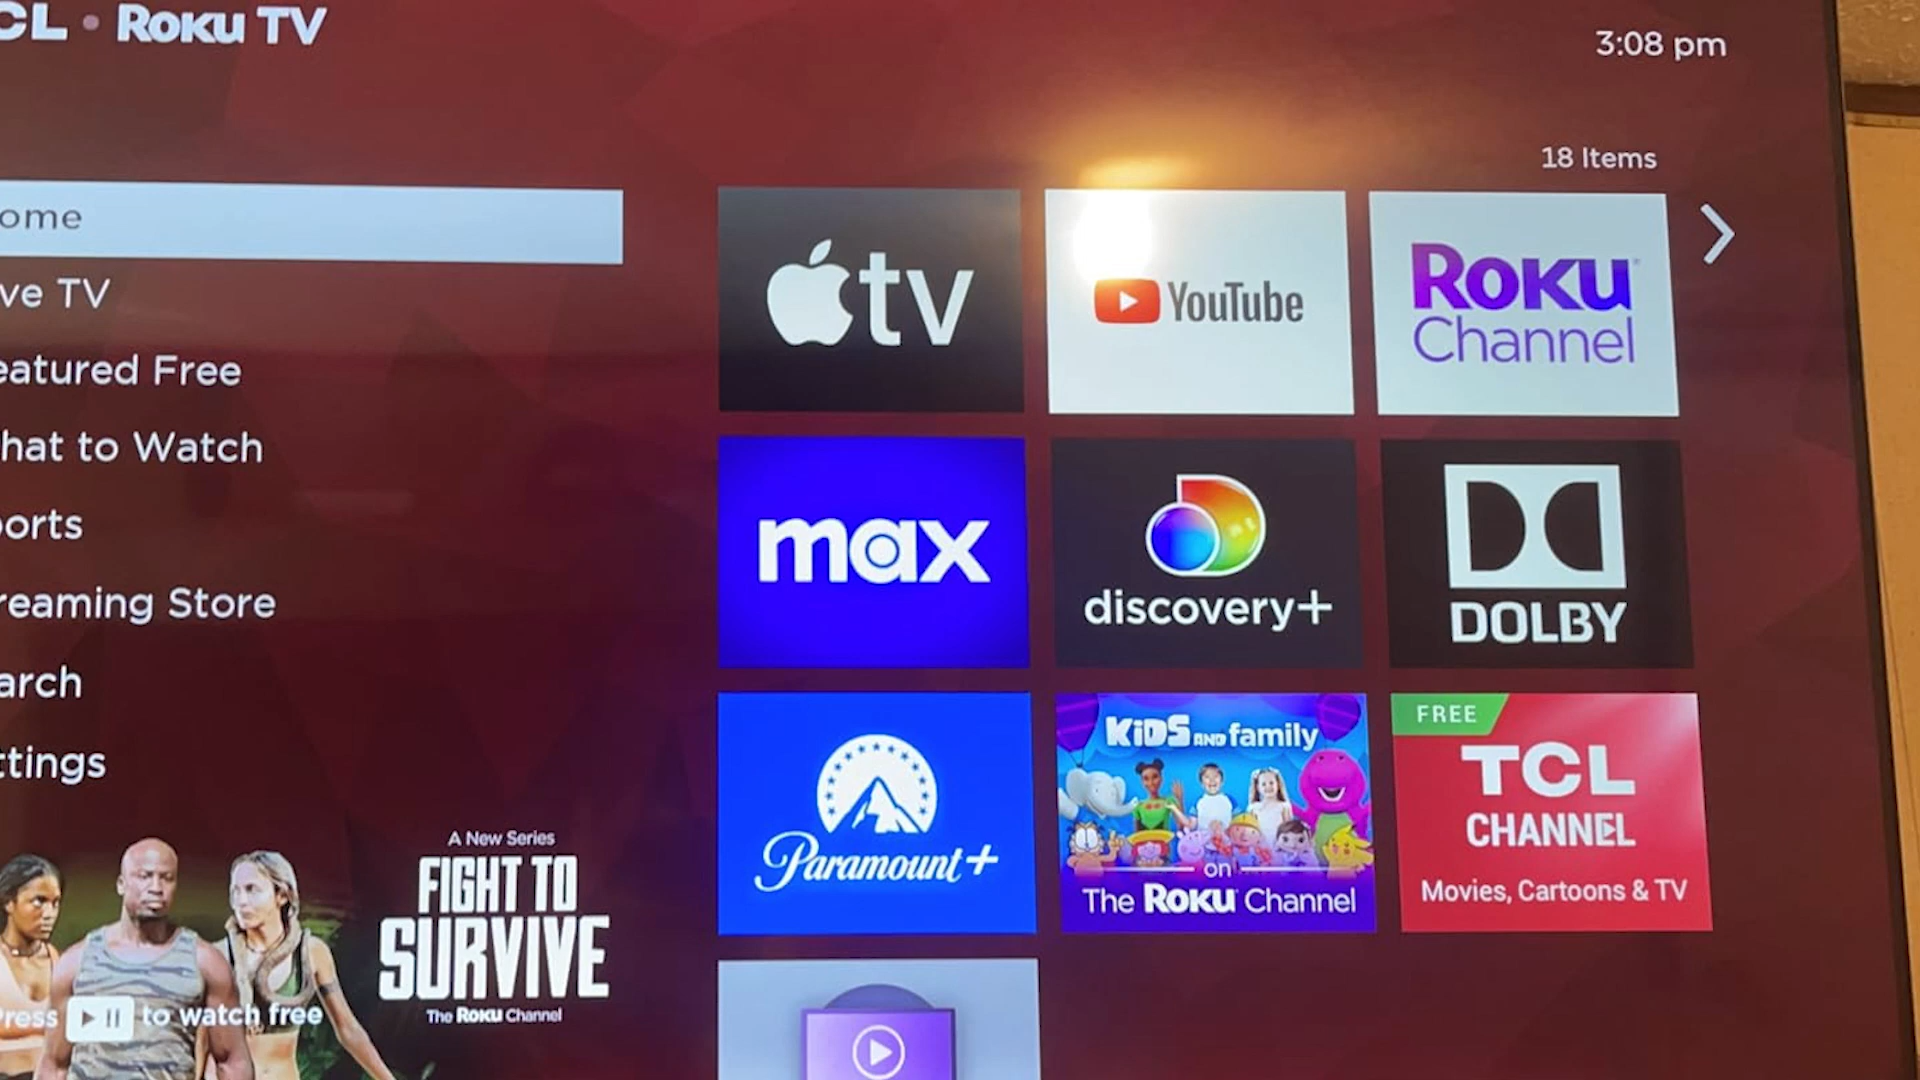 CL • Roku TV
3:08 pm
18 Items
ome
ve TV
eatured Free
hat to Watch
orts
reaming Store
arch
ttings
tv
YouTube
Roku
Channel
max
discovery+
DOLBY
Paramount+
KiDS AND family
on
The Roku Channel
FREE
TCL
CHANNEL
Movies, Cartoons & TV
A New Series
FIGHT TO
SURVIVE
The Roku Channel
ress to watch free